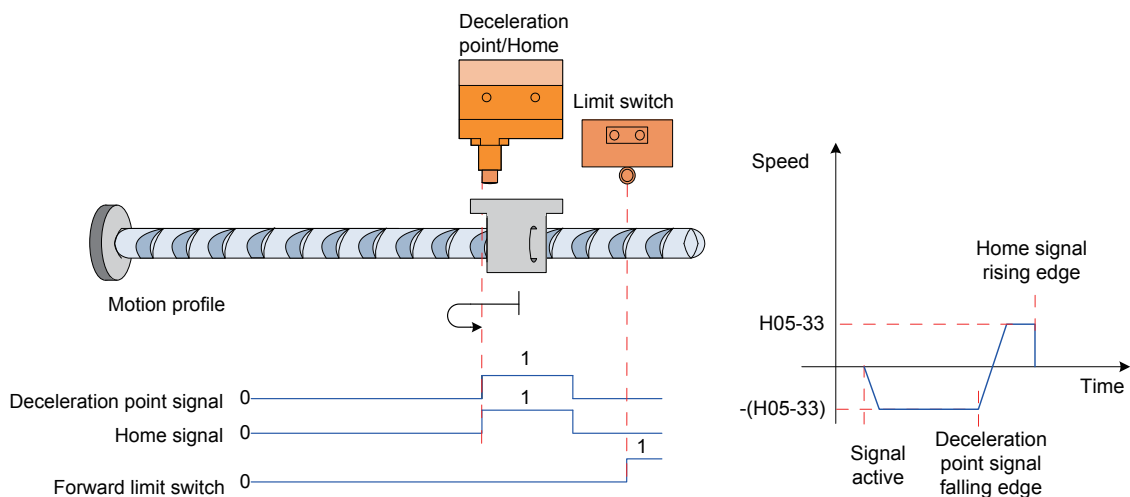 Deceleration
point/Home
Limit switch
Motion profile
1
Deceleration point signal 0
1
Home signal 0
1
Forward limit switch 0
Speed
Home signal
rising edge
H05-33
Time
-(H05-33)
Signal
active
Deceleration
point signal
falling edge